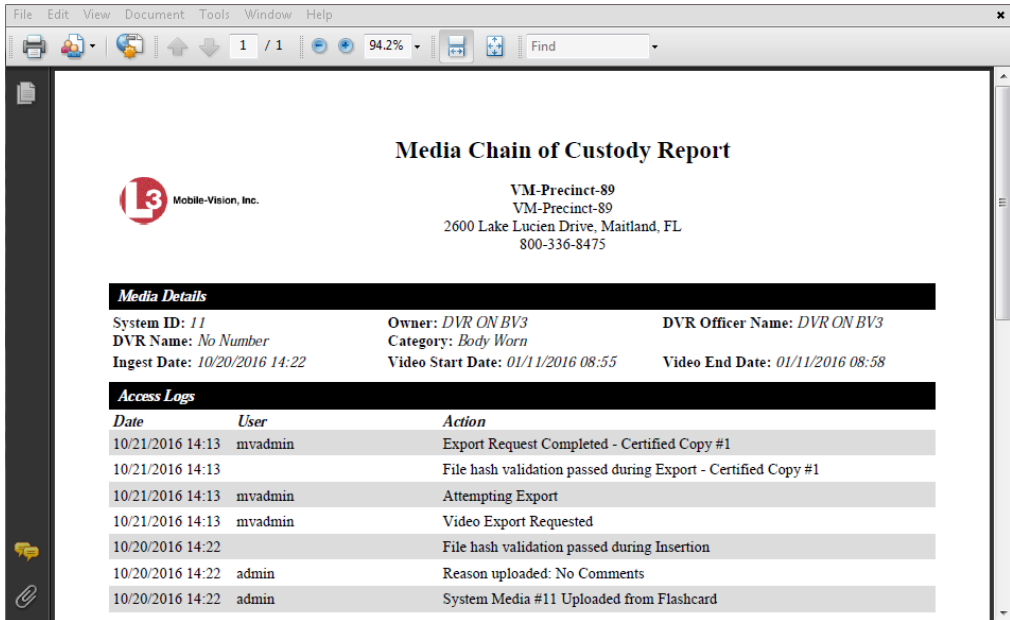 File Edit View Document Tools Window Help
1 / 1 94.2% Find
Media Chain of Custody Report
L3 Mobile-Vision, Inc.
VM-Precinct-89
VM-Precinct-89
2600 Lake Lucien Drive, Maitland, FL
800-336-8475
Media Details
System ID: 11 Owner: DVR ON BV3 DVR Officer Name: DVR ON BV3
DVR Name: No Number Category: Body Worn
Ingest Date: 10/20/2016 14:22 Video Start Date: 01/11/2016 08:55 Video End Date: 01/11/2016 08:58
Access Logs
Date User Action
10/21/2016 14:13 mvadmin Export Request Completed - Certified Copy #1
10/21/2016 14:13 File hash validation passed during Export - Certified Copy #1
10/21/2016 14:13 mvadmin Attempting Export
10/21/2016 14:13 mvadmin Video Export Requested
10/20/2016 14:22 File hash validation passed during Insertion
10/20/2016 14:22 admin Reason uploaded: No Comments
10/20/2016 14:22 admin System Media #11 Uploaded from Flashcard